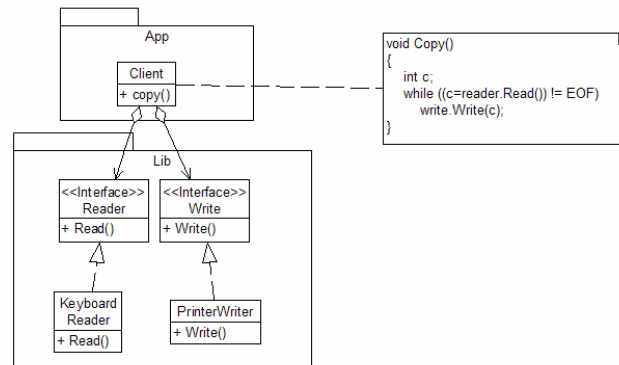 App
Client
+ copy()
void Copy()
{
int c;
while ((c=reader.Read()) != EOF)
write.Write(c);
}
Lib
<<Interface>>
Reader
+ Read()
<<Interface>>
Write
+ Write()
Keyboard
Reader
+ Read()
PrinterWriter
+ Write()